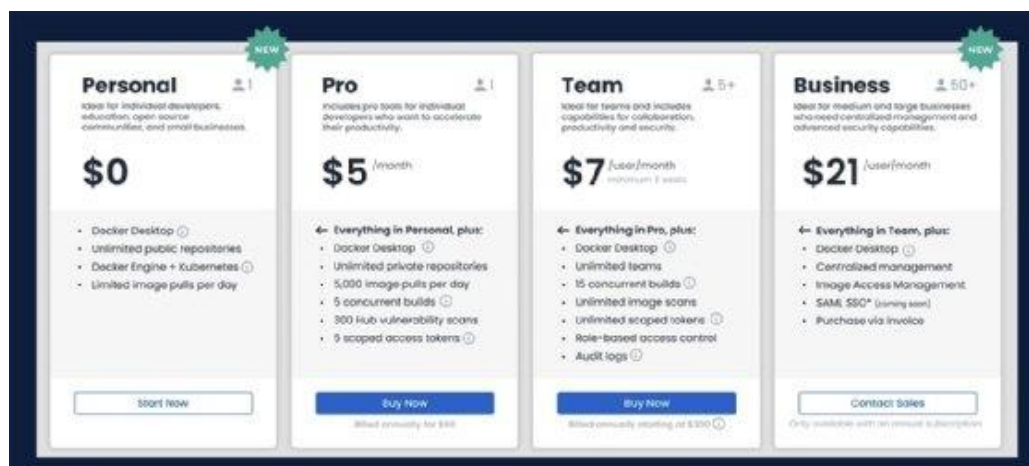 NEW
NEW
Personal
1
Ideal for individual developers,
education, open source
communities, and small businesses.
$0
Docker Desktop
Unlimited public repositories
Docker Engine + Kubernetes
Limited image pulls per day
Start Now
Pro
1
Includes pro tools for individual
developers who want to accelerate
their productivity.
$5 /month
Everything in Personal, plus:
Docker Desktop
Unlimited private repositories
5,000 image pulls per day
5 concurrent builds
300 Hub vulnerability scans
5 scoped access tokens
Buy Now
Billed annually for $60
Team
5+
Ideal for teams and includes
capabilities for collaboration,
productivity and security.
$7 /user/month
minimum 5 seats
Everything in Pro, plus:
Docker Desktop
Unlimited teams
15 concurrent builds
Unlimited image scans
Unlimited scoped tokens
Role-based access control
Audit logs
Buy Now
Billed annually starting at $300
Business
50+
Ideal for medium and large businesses
who need centralized management and
advanced security capabilities.
$21 /user/month
Everything in Team, plus:
Docker Desktop
Centralized management
Image Access Management
SAML SSO* (coming soon)
Purchase via invoice
Contact Sales
Only available with an annual subscription